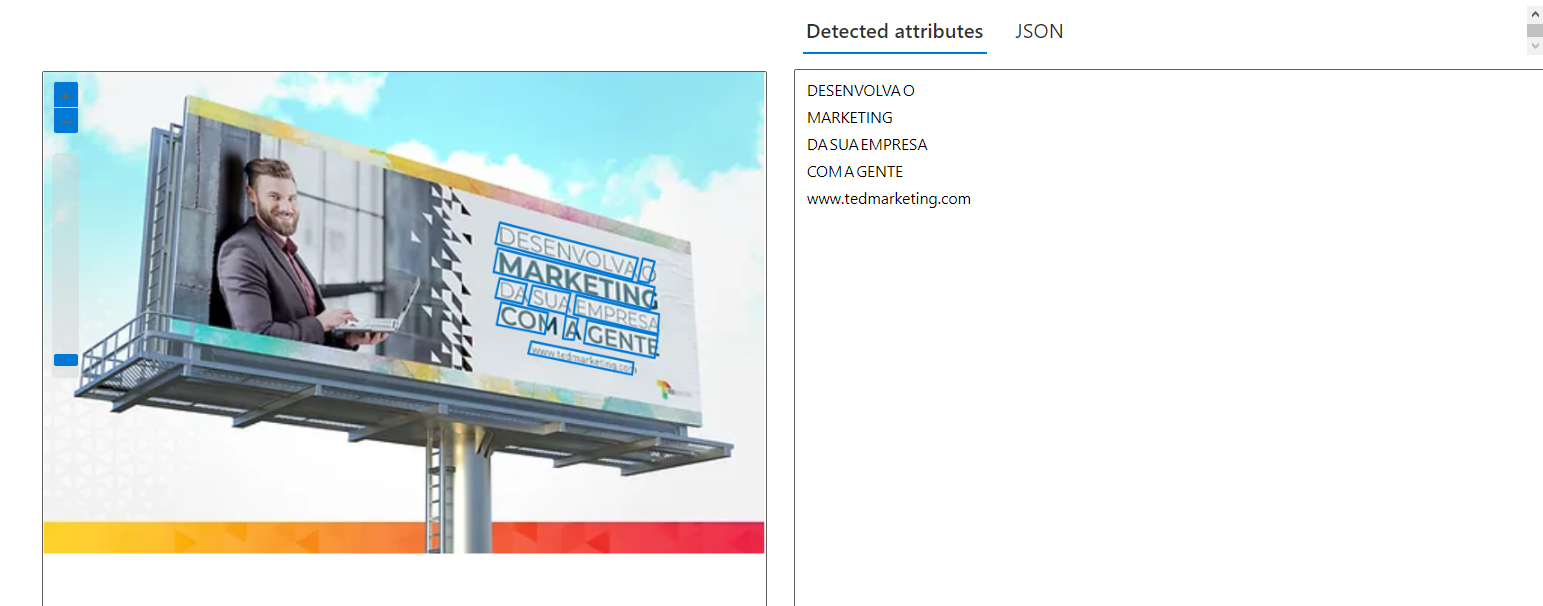 Detected attributes JSON
DESENVOLVA O
MARKETING
DA SUA EMPRESA
COM A GENTE
www.tedmarketing.com
DESENVOLVA O
MARKETING
DA SUA EMPRESA
COM A GENTE
www.tedmarketing.com